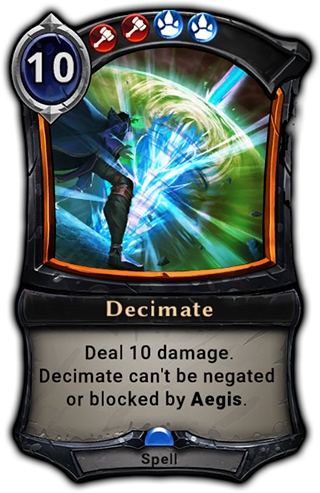 10
Decimate
Deal 10 damage.
Decimate can't be negated
or blocked by Aegis.
Spell